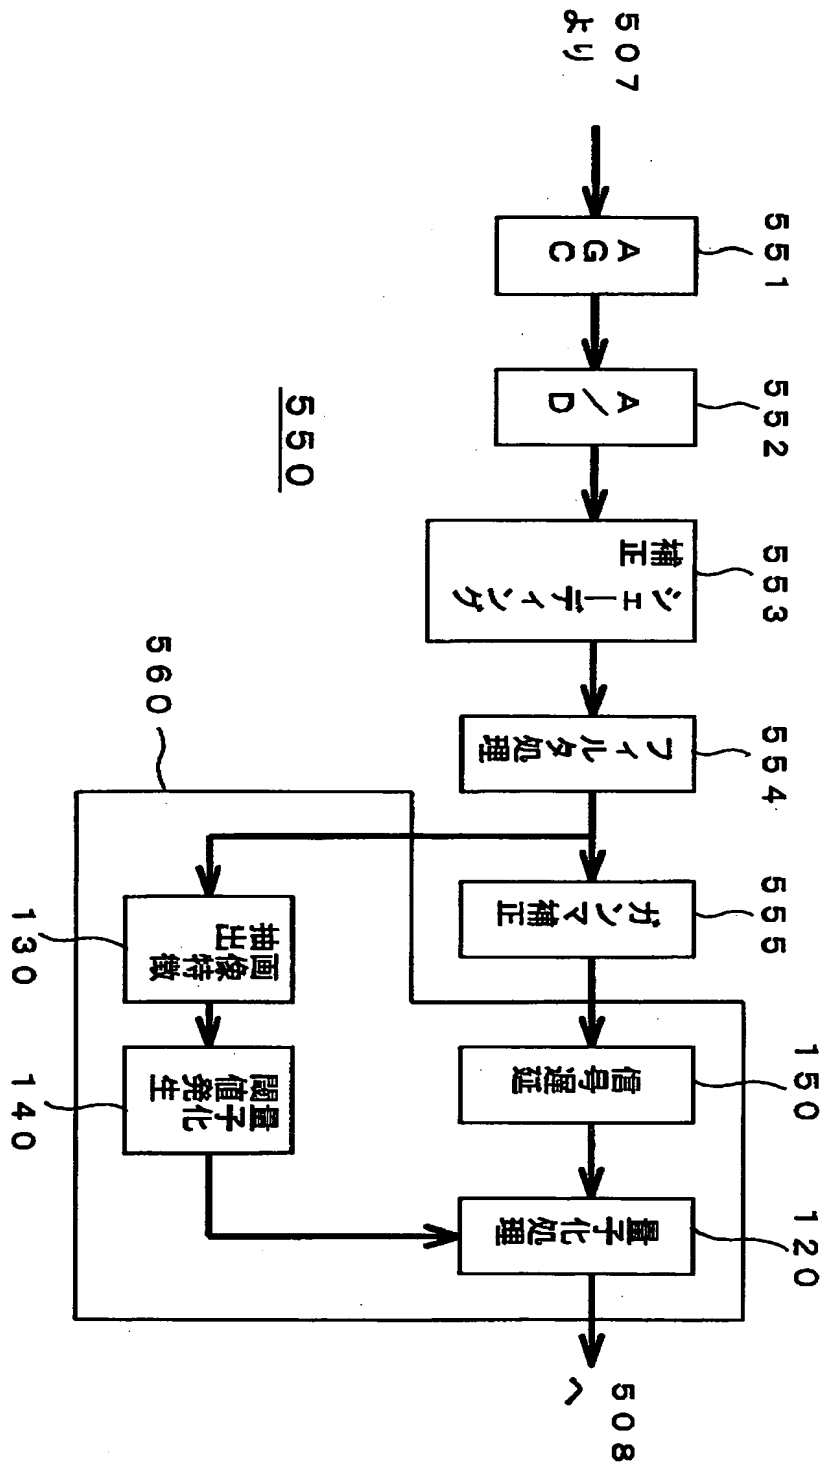 507
より
551
AGC
552
A/D
553
シェーディング
補正
554
フィルタ処理
555
ガンマ補正
150
信号遅延
120
量子化処理
508
へ
550
560
130
画像特徴
抽出
140
量子化
閾値発生